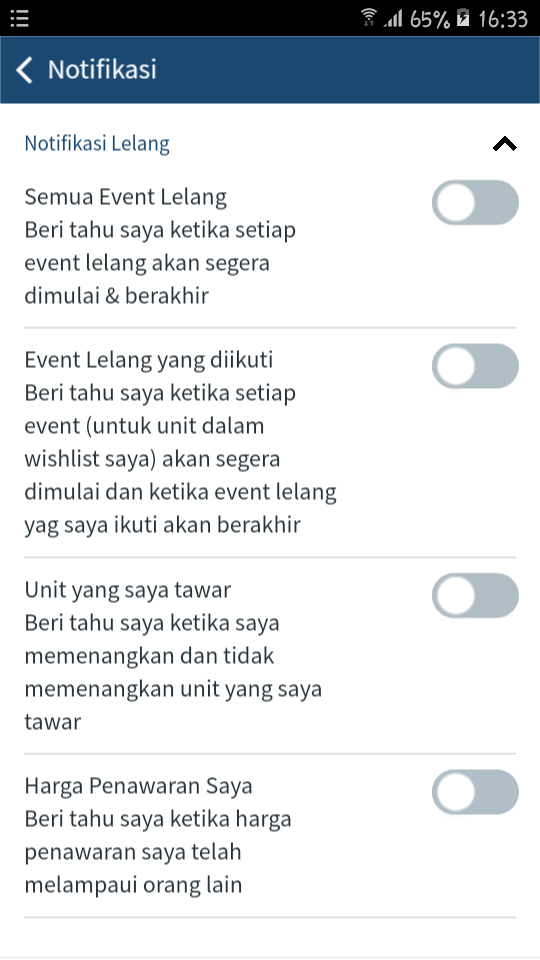 65% 16:33
Notifikasi
Notifikasi Lelang
Semua Event Lelang
Beri tahu saya ketika setiap
event lelang akan segera
dimulai & berakhir
Event Lelang yang diikuti
Beri tahu saya ketika setiap
event (untuk unit dalam
wishlist saya) akan segera
dimulai dan ketika event lelang
yag saya ikuti akan berakhir
Unit yang saya tawar
Beri tahu saya ketika saya
memenangkan dan tidak
memenangkan unit yang saya
tawar
Harga Penawaran Saya
Beri tahu saya ketika harga
penawaran saya telah
melampaui orang lain